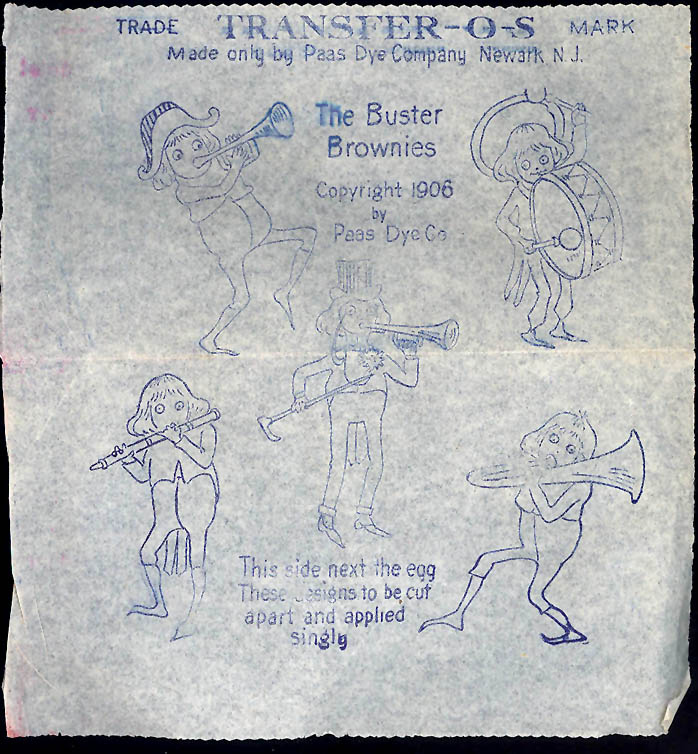 TRADE TRANSFER-O-S MARK
Made only by Paas Dye Company Newark N.J.
The Buster
Brownies
Copyright 1906
by
Paas Dye Co
This side next the egg
These designs to be cut
apart and applied
singly